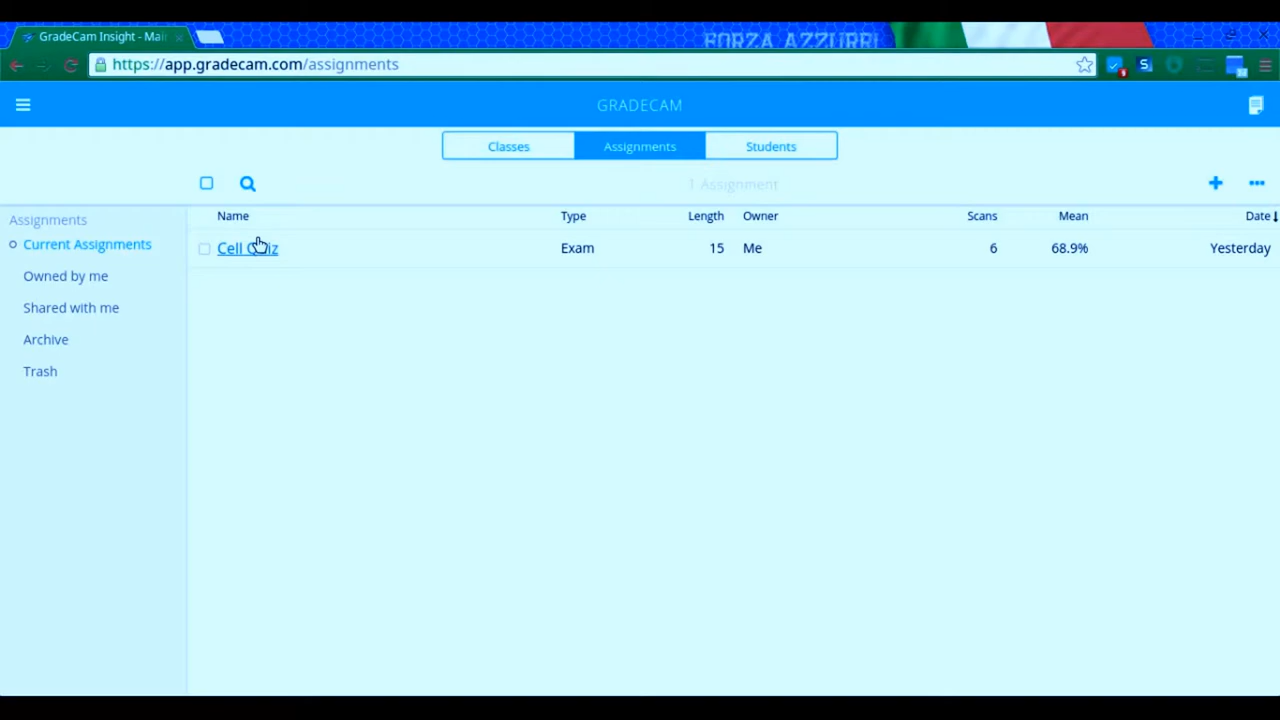 GradeCam Insight - Mai
FORZA AZZURRI
https://app.gradecam.com/assignments
S
GRADECAM
Classes Assignments Students
1 Assignment
Assignments Name Type Length Owner Scans Mean Date
Current Assignments Cell Quiz Exam 15 Me 6 68.9% Yesterday
Owned by me
Shared with me
Archive
Trash